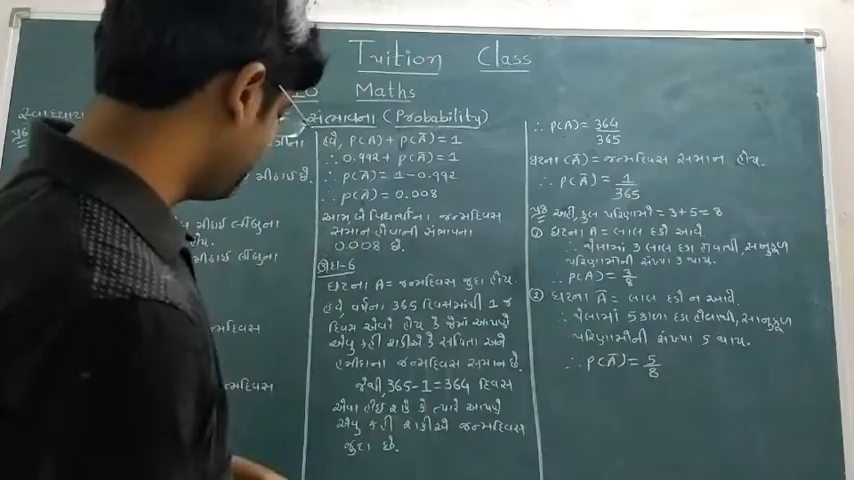 Tuition Class
10
Maths
સંભાવના (Probability)
સ્વાધ્યાય
હવે, P(A) + P(Ā) = 1
∴ 0.992 + P(Ā) = 1
∴ P(Ā) = 1 - 0.992
∴ P(Ā) = 0.008
આમ બે વિદ્યાર્થીના જન્મદિવસ
સમાન હોવાની સંભાવના
0.008 છે.
ઉદા-6
ઘટના A = જન્મદિવસ જુદા હોય.
હવે, વર્ષના 365 દિવસમાંથી 1 જ
દિવસ એવો હોય કે જેમાં આપણે
એવુ કહી શકીએ કે સવિતા અને
હમીદાના જન્મદિવસ સમાન છે.
જેથી, 365-1 = 364 દિવસ
એવા હોઈ શકે કે ત્યારે આપણે
એવુ કહી શકીએ જન્મદિવસ
જુદા છે.
∴ P(A) = 364/365
ઘટના (Ā) = જન્મદિવસ સમાન હોય.
∴ P(Ā) = 1/365
અહી, કુલ પરિણામો = 3+5 = 8
① ઘટના A = લાલ દડો આવે
∴ થેલામાં 3 લાલ દડા હોવાથી, સાનુકૂળ
પરિણામોની સંખ્યા 3 થાય.
∴ P(A) = 3/8
② ઘટના Ā = લાલ દડો ન આવે.
∴ થેલામાં 5 કાળા દડા હોવાથી, સાનુકૂળ
પરિણામોની સંખ્યા 5 થાય.
∴ P(Ā) = 5/8